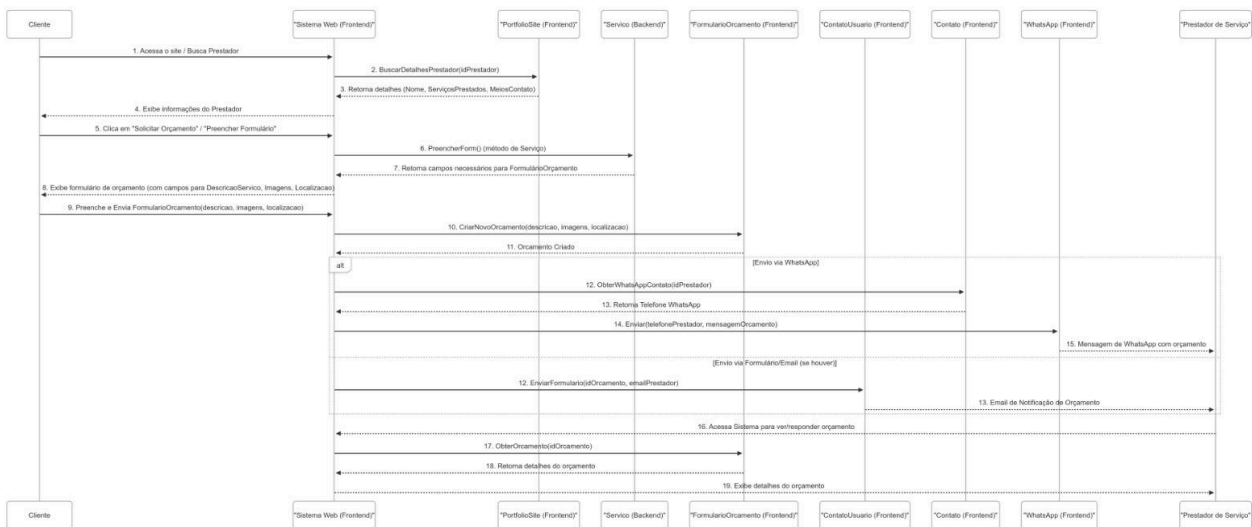 Cliente
"Sistema Web (Frontend)"
"PortfolioSite (Frontend)"
"Servico (Backend)"
"FormularioOrcamento (Frontend)"
"ContatoUsuario (Frontend)"
"Contato (Frontend)"
"WhatsApp (Frontend)"
"Prestador de Serviço"
1. Acessa o site / Busca Prestador
2. BuscarDetalhesPrestador(idPrestador)
3. Retorna detalhes (Nome, ServiçosPrestados, MeiosContato)
4. Exibe informações do Prestador
5. Clica em "Solicitar Orçamento" / "Preencher Formulário"
6. PreencherForm() (método de Serviço)
7. Retorna campos necessários para FormulárioOrçamento
8. Exibe formulário de orçamento (com campos para DescricaoServico, Imagens, Localizacao)
9. Preenche e Envia FormularioOrcamento(descricao, imagens, localizacao)
10. CriarNovoOrcamento(descricao, imagens, localizacao)
11. Orcamento Criado
alt
[Envio via WhatsApp]
12. ObterWhatsAppContato(idPrestador)
13. Retorna Telefone WhatsApp
14. Enviar(telefonePrestador, mensagemOrcamento)
15. Mensagem de WhatsApp com orçamento
[Envio via Formulário/Email (se houver)]
12. EnviarFormulario(idOrcamento, emailPrestador)
13. Email de Notificação de Orçamento
16. Acessa Sistema para ver/responder orçamento
17. ObterOrcamento(idOrcamento)
18. Retorna detalhes do orçamento
19. Exibe detalhes do orçamento
Cliente
"Sistema Web (Frontend)"
"PortfolioSite (Frontend)"
"Servico (Backend)"
"FormularioOrcamento (Frontend)"
"ContatoUsuario (Frontend)"
"Contato (Frontend)"
"WhatsApp (Frontend)"
"Prestador de Serviço"